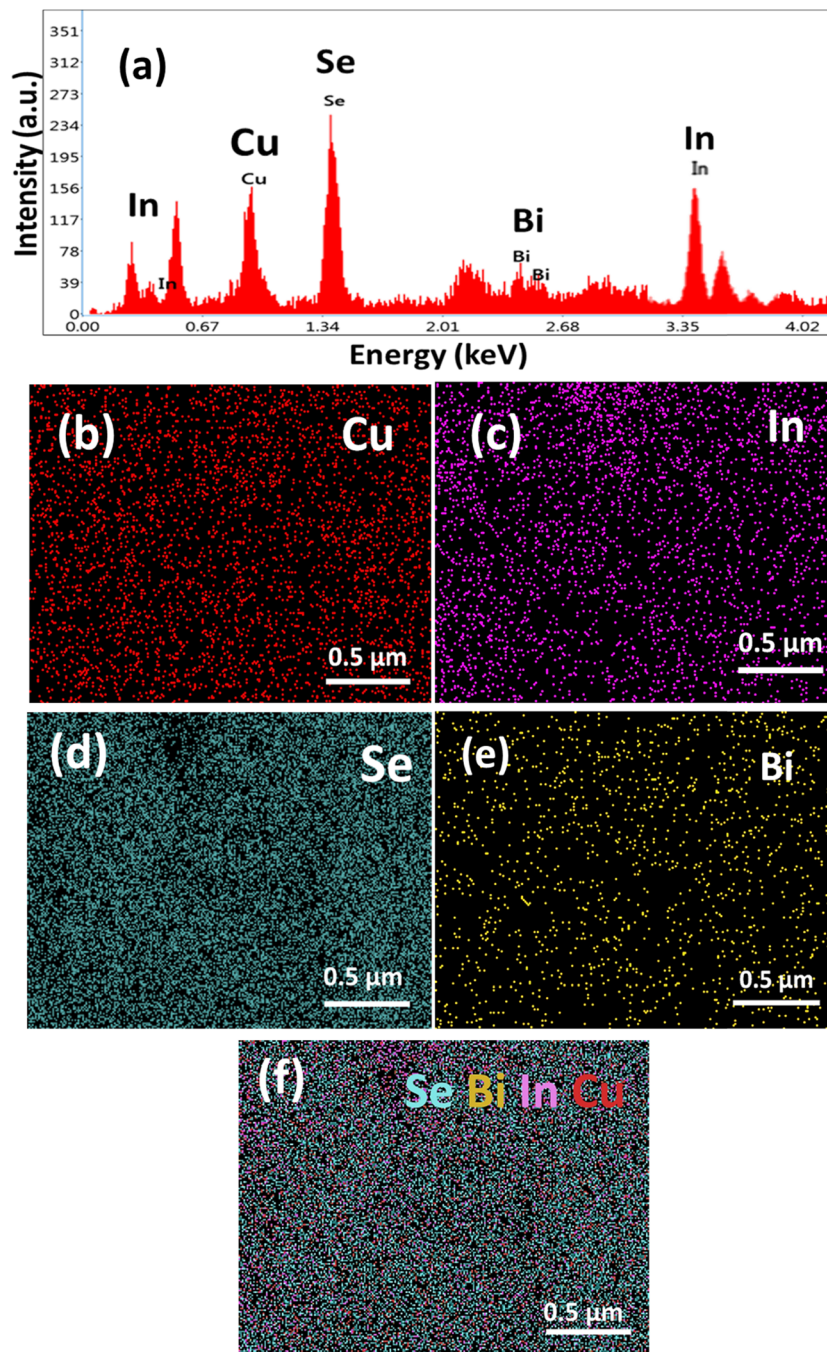 351
312
273
234
195
156
117
78
39
0
Intensity (a.u.)
(a)
In
In
Cu
Cu
Se
Se
Bi
Bi
Bi
In
In
0.00 0.67 1.34 2.01 2.68 3.35 4.02
Energy (keV)
(b) Cu
0.5 µm
(c) In
0.5 µm
(d) Se
0.5 µm
(e) Bi
0.5 µm
(f) Se Bi In Cu
0.5 µm